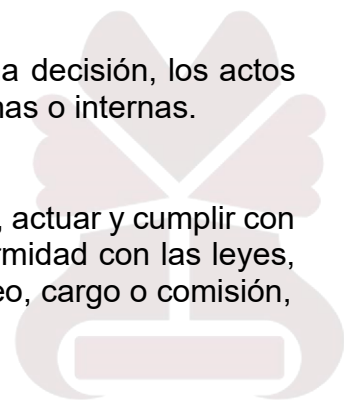 a decisión, los actos
nas o internas.
, actuar y cumplir con
rmidad con las leyes,
eo, cargo o comisión,